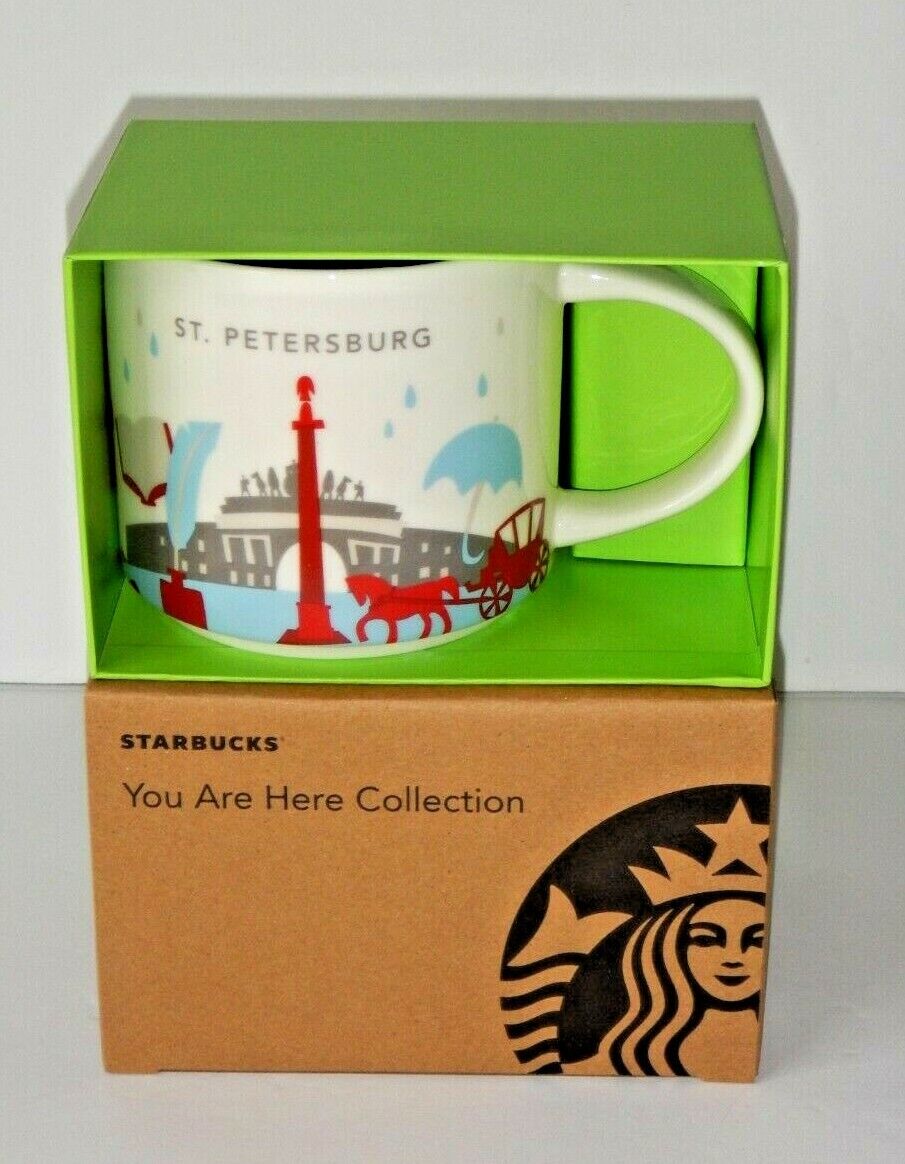 ST. PETERSBURG
STARBUCKS
You Are Here Collection